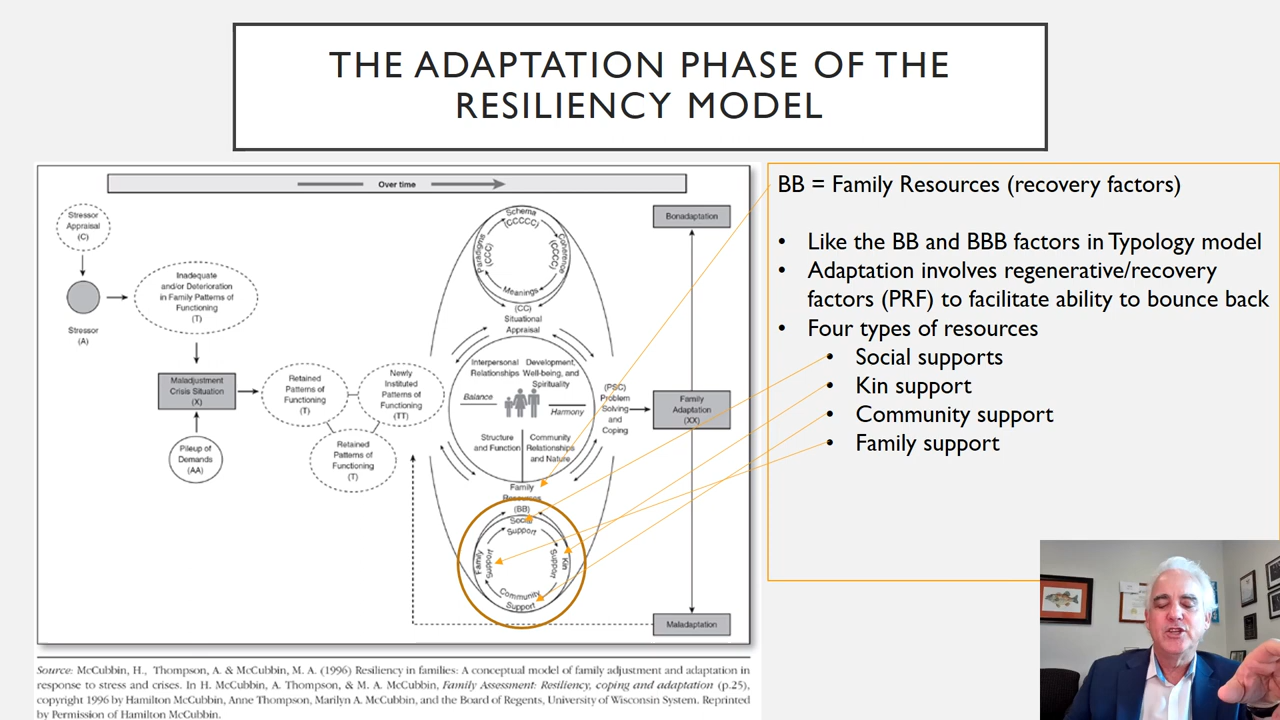 THE ADAPTATION PHASE OF THE
RESILIENCY MODEL
Over time
Stressor
Appraisal
(C)
Stressor
(A)
Inadequate
and/or Deterioration
in Family Patterns of
Functioning
(T)
Maladjustment
Crisis Situation
(X)
Pileup of
Demands
(AA)
Retained
Patterns of
Functioning
(T)
Newly
Instituted
Patterns of
Functioning
(TT)
Retained
Patterns of
Functioning
(T)
Schema
(CCCCC)
Paradigms
(CCC)
Coherence
(CCCC)
Meanings
(CC)
Situational
Appraisal
Interpersonal
Relationships
Development,
Well-being, and
Spirituality
Balance
Harmony
Structure
and Function
Community
Relationships
and Nature
(PSC)
Problem
Solving
and
Coping
Family
Resources
(BB)
Social
Support
Family
Support
Kin
Support
Community
Support
Bonadaptation
Family
Adaptation
(XX)
Maladaptation
BB = Family Resources (recovery factors)
• Like the BB and BBB factors in Typology model
• Adaptation involves regenerative/recovery
factors (PRF) to facilitate ability to bounce back
• Four types of resources
• Social supports
• Kin support
• Community support
• Family support
Source: McCubbin, H., Thompson, A. & McCubbin, M. A. (1996) Resiliency in families: A conceptual model of family adjustment and adaptation in
response to stress and crises. In H. McCubbin, A. Thompson, & M. A. McCubbin, Family Assessment: Resiliency, coping and adaptation (p.25),
copyright 1996 by Hamilton McCubbin, Anne Thompson, Marilyn A. McCubbin, and the Board of Regents, University of Wisconsin System. Reprinted
by Permission of Hamilton McCubbin.